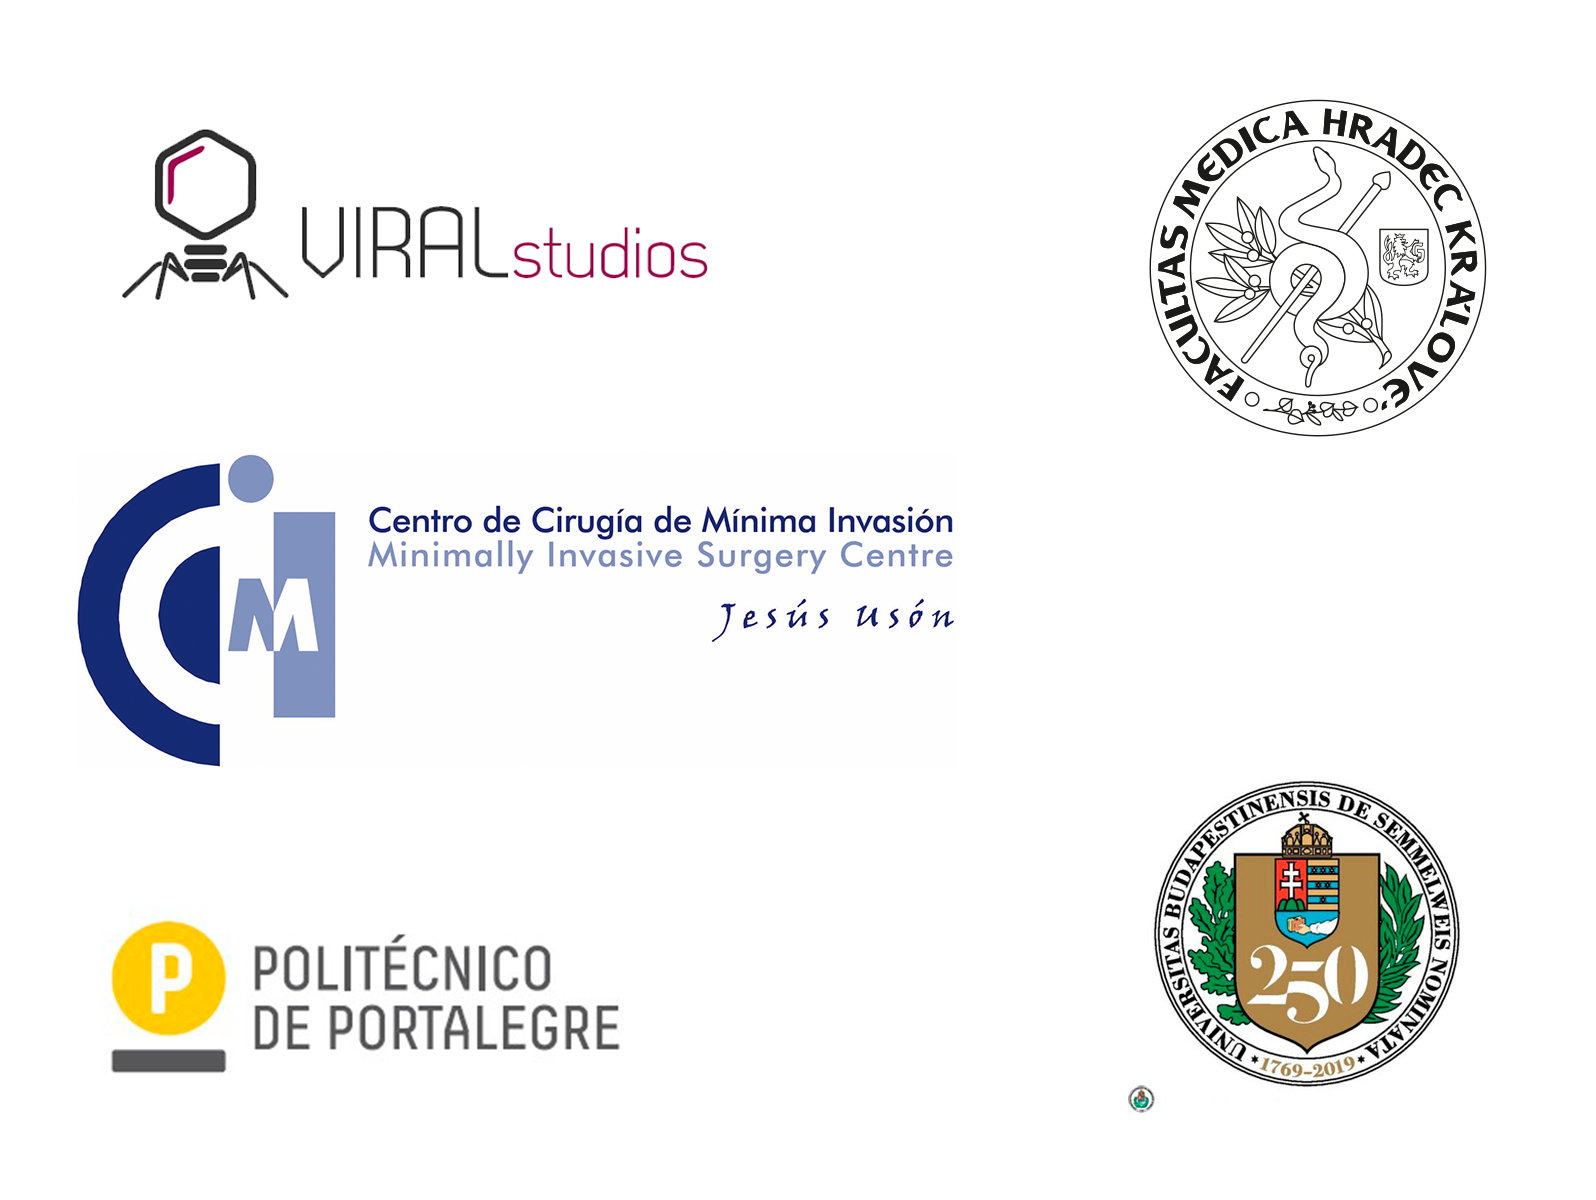 VIRALstudios
FACULTAS MEDICA HRADEC KRÁLOVÉ
Centro de Cirugía de Mínima Invasión
Minimally Invasive Surgery Centre
Jesús Usón
CiM
P
POLITÉCNICO
DE PORTALEGRE
UNIVERSITAS BUDAPESTINENSIS DE SEMMELWEIS NOMINATA
250
1769-2019